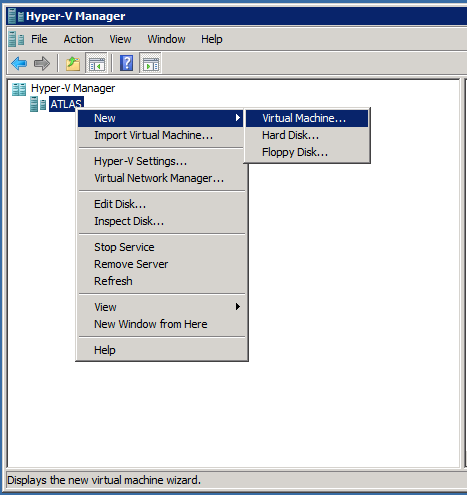 Hyper-V Manager
File Action View Window Help
Hyper-V Manager
ATLAS
New
Virtual Machine...
Import Virtual Machine...
Hard Disk...
Floppy Disk...
Hyper-V Settings...
Virtual Network Manager...
Edit Disk...
Inspect Disk...
Stop Service
Remove Server
Refresh
View
New Window from Here
Help
Displays the new virtual machine wizard.